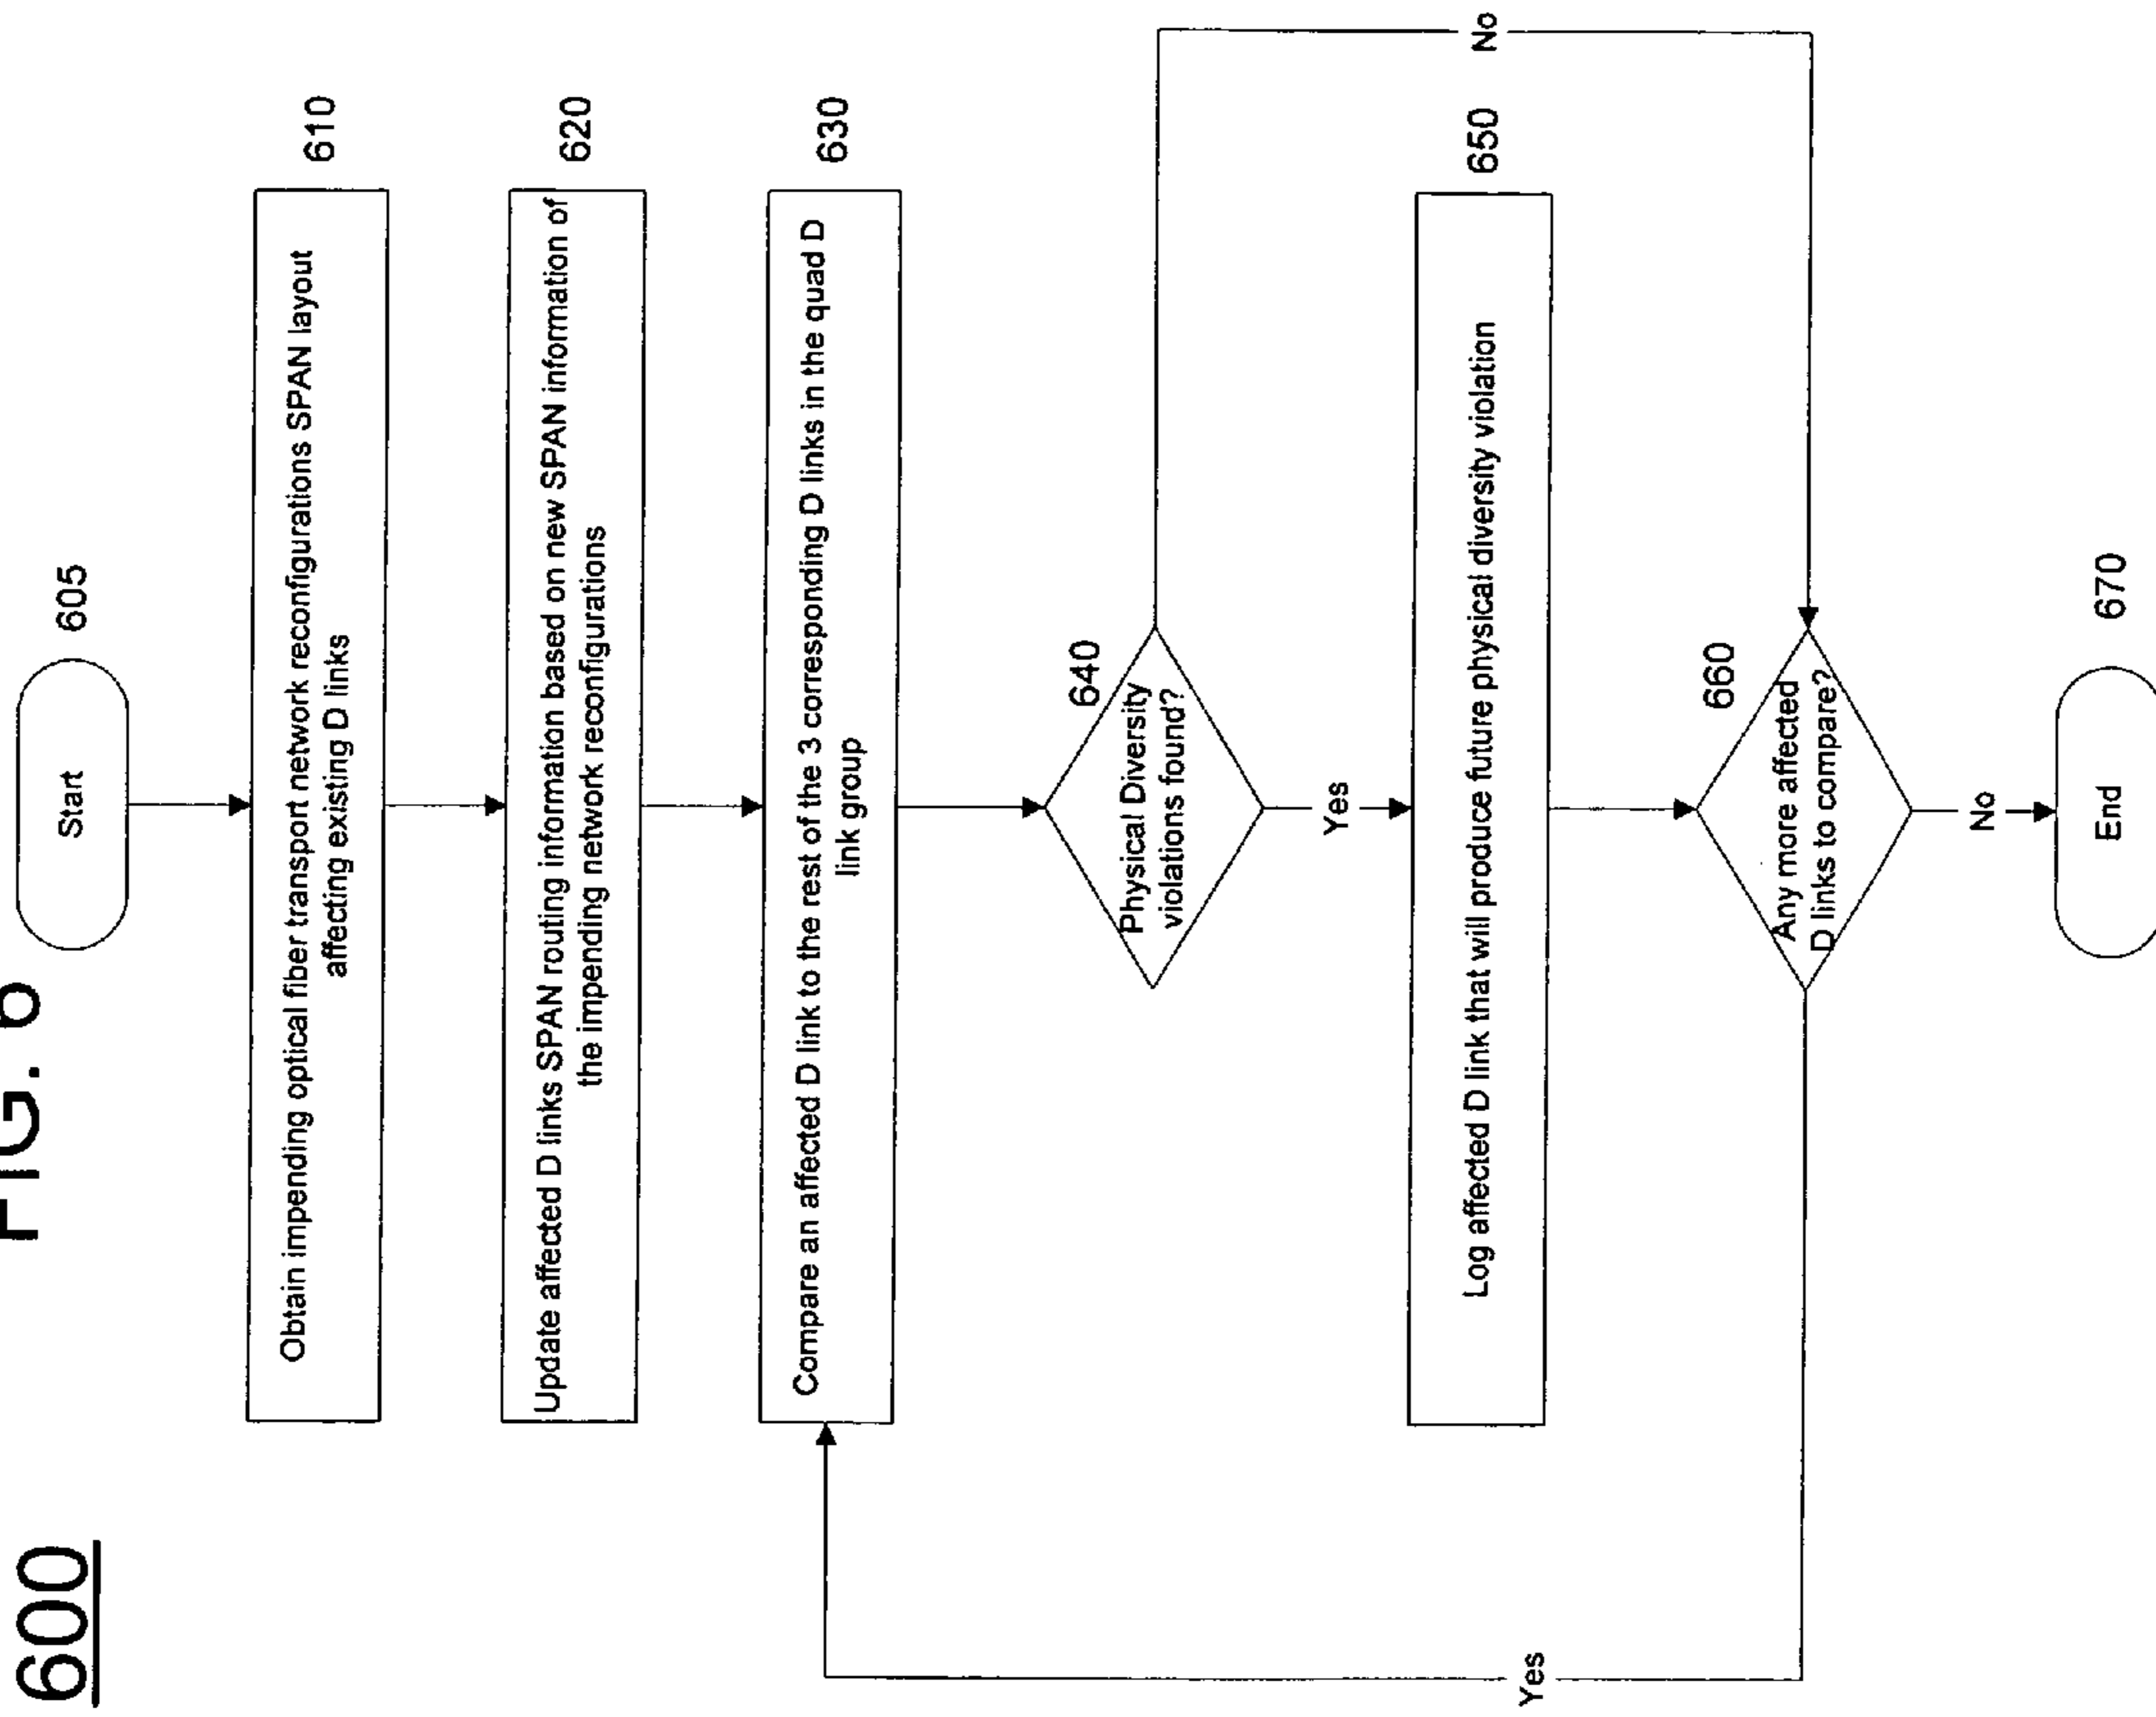 600
FIG. 6
Start
605
Obtain impending optical fiber transport network reconfigurations SPAN layout
affecting existing D links
610
Update affected D links SPAN routing information based on new SPAN information of
the impending network reconfigurations
620
Compare an affected D link to the rest of the 3 corresponding D links in the quad D
link group
630
640
Physical Diversity
violations found?
No
Yes
Log affected D link that will produce future physical diversity violation
650
660
Any more affected
D links to compare?
Yes
No
End
670